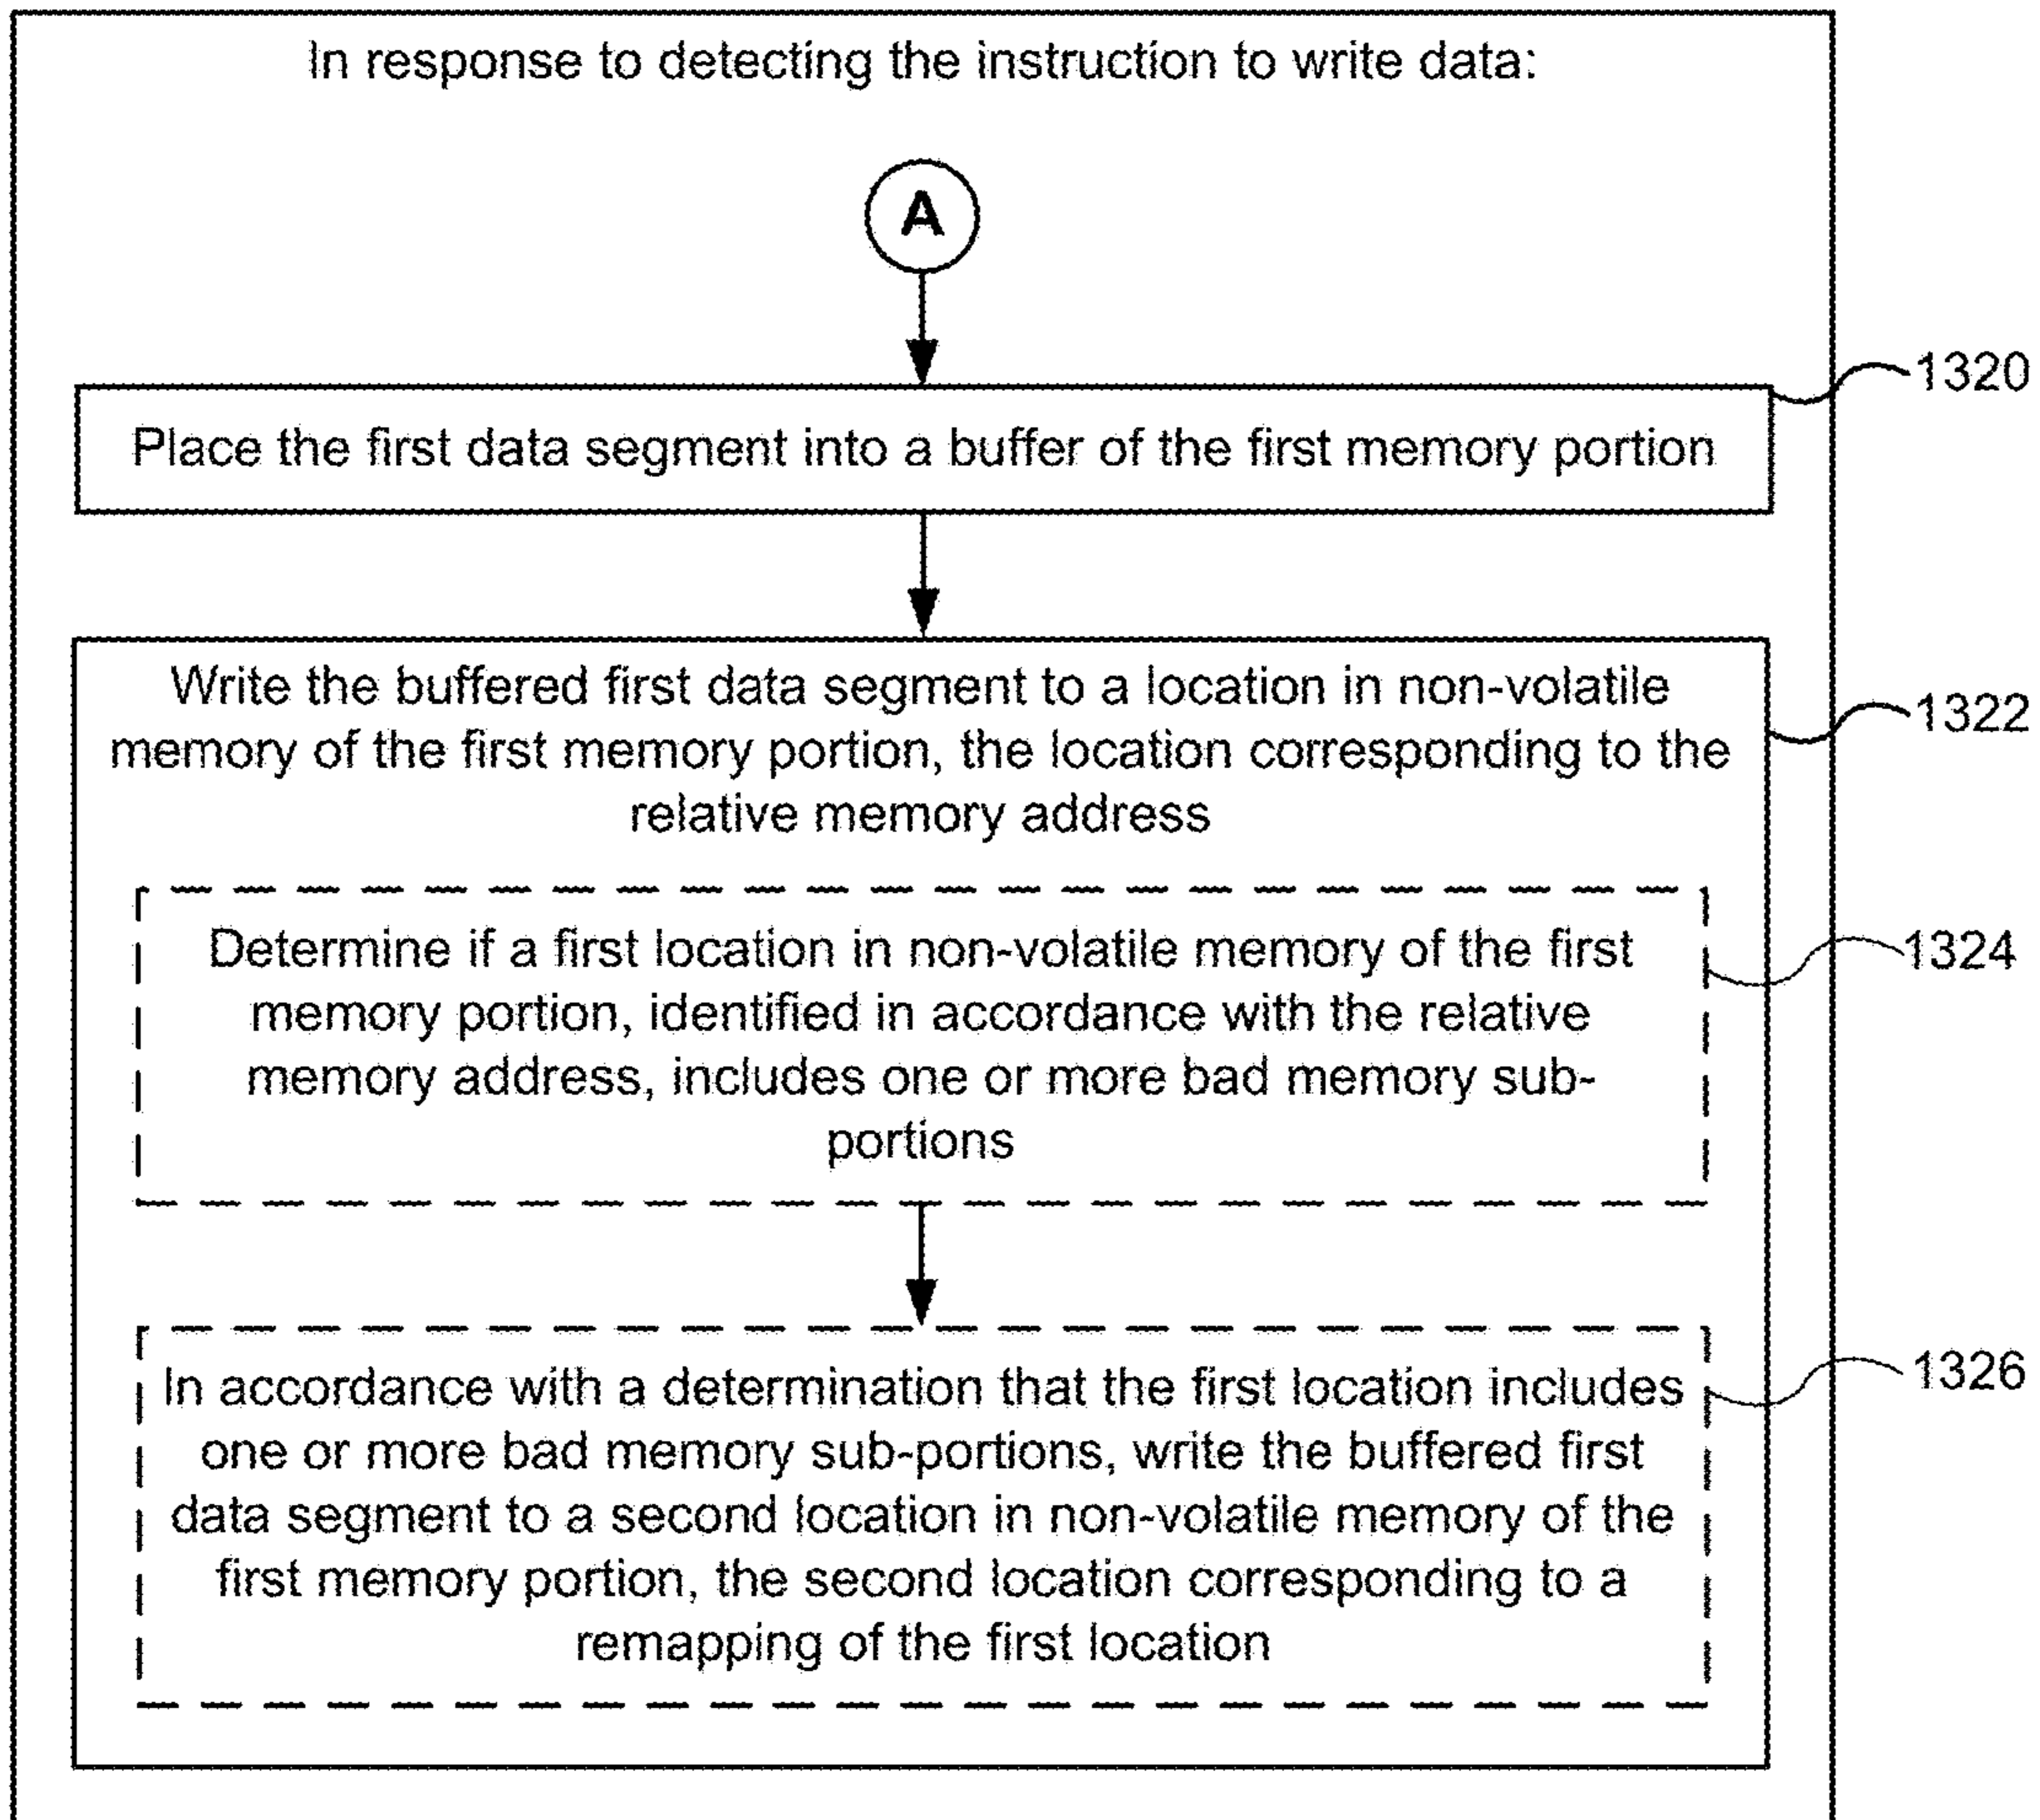 In response to detecting the instruction to write data:
A
1320
Place the first data segment into a buffer of the first memory portion
Write the buffered first data segment to a location in non-volatile
1322
memory of the first memory portion, the location corresponding to the
relative memory address
Determine if a first location in non-volatile memory of the first
1324
memory portion, identified in accordance with the relative
memory address, includes one or more bad memory sub-
portions
In accordance with a determination that the first location includes
1326
one or more bad memory sub-portions, write the buffered first
data segment to a second location in non-volatile memory of the
first memory portion, the second location corresponding to a
remapping of the first location